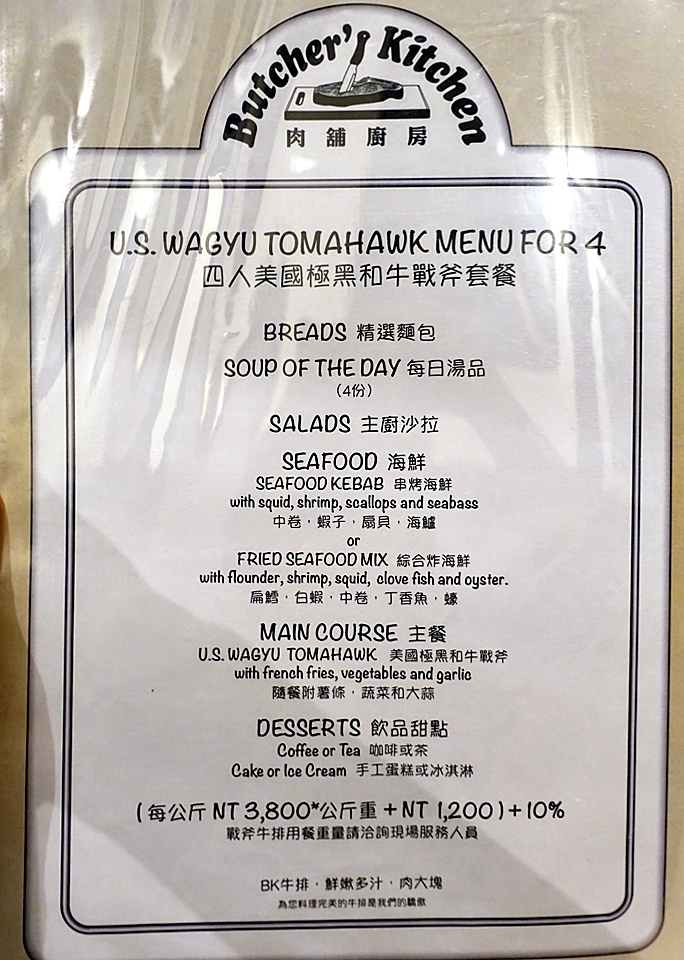 Butcher's Kitchen
肉舖廚房
U.S. WAGYU TOMAHAWK MENU FOR 4
四人美國極黑和牛戰斧套餐
BREADS 精選麵包
SOUP OF THE DAY 每日湯品
(4份)
SALADS 主廚沙拉
SEAFOOD 海鮮
SEAFOOD KEBAB 串烤海鮮
with squid, shrimp, scallops and seabass
中卷，蝦子，扇貝，海鱸
or
FRIED SEAFOOD MIX 綜合炸海鮮
with flounder, shrimp, squid, clove fish and oyster.
扁鱈，白蝦，中卷，丁香魚，蠔
MAIN COURSE 主餐
U.S. WAGYU TOMAHAWK 美國極黑和牛戰斧
with french fries, vegetables and garlic
隨餐附薯條，蔬菜和大蒜
DESSERTS 飲品甜點
Coffee or Tea 咖啡或茶
Cake or Ice Cream 手工蛋糕或冰淇淋
(每公斤 NT 3,800*公斤重 + NT 1,200) + 10%
戰斧牛排用餐重量請洽詢現場服務人員
BK牛排，鮮嫩多汁，肉大塊
為您料理完美的牛排是我們的驕傲